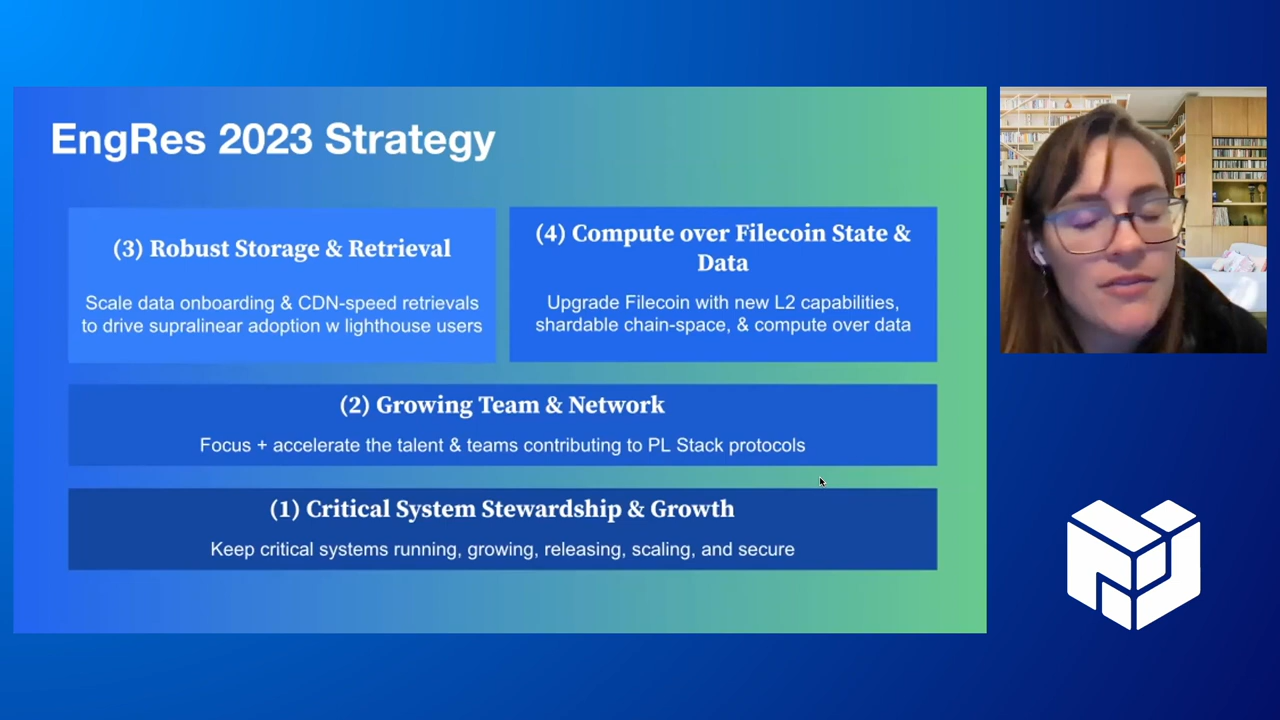 EngRes 2023 Strategy
(3) Robust Storage & Retrieval
Scale data onboarding & CDN-speed retrievals
to drive supralinear adoption w lighthouse users
(4) Compute over Filecoin State &
Data
Upgrade Filecoin with new L2 capabilities,
shardable chain-space, & compute over data
(2) Growing Team & Network
Focus + accelerate the talent & teams contributing to PL Stack protocols
(1) Critical System Stewardship & Growth
Keep critical systems running, growing, releasing, scaling, and secure